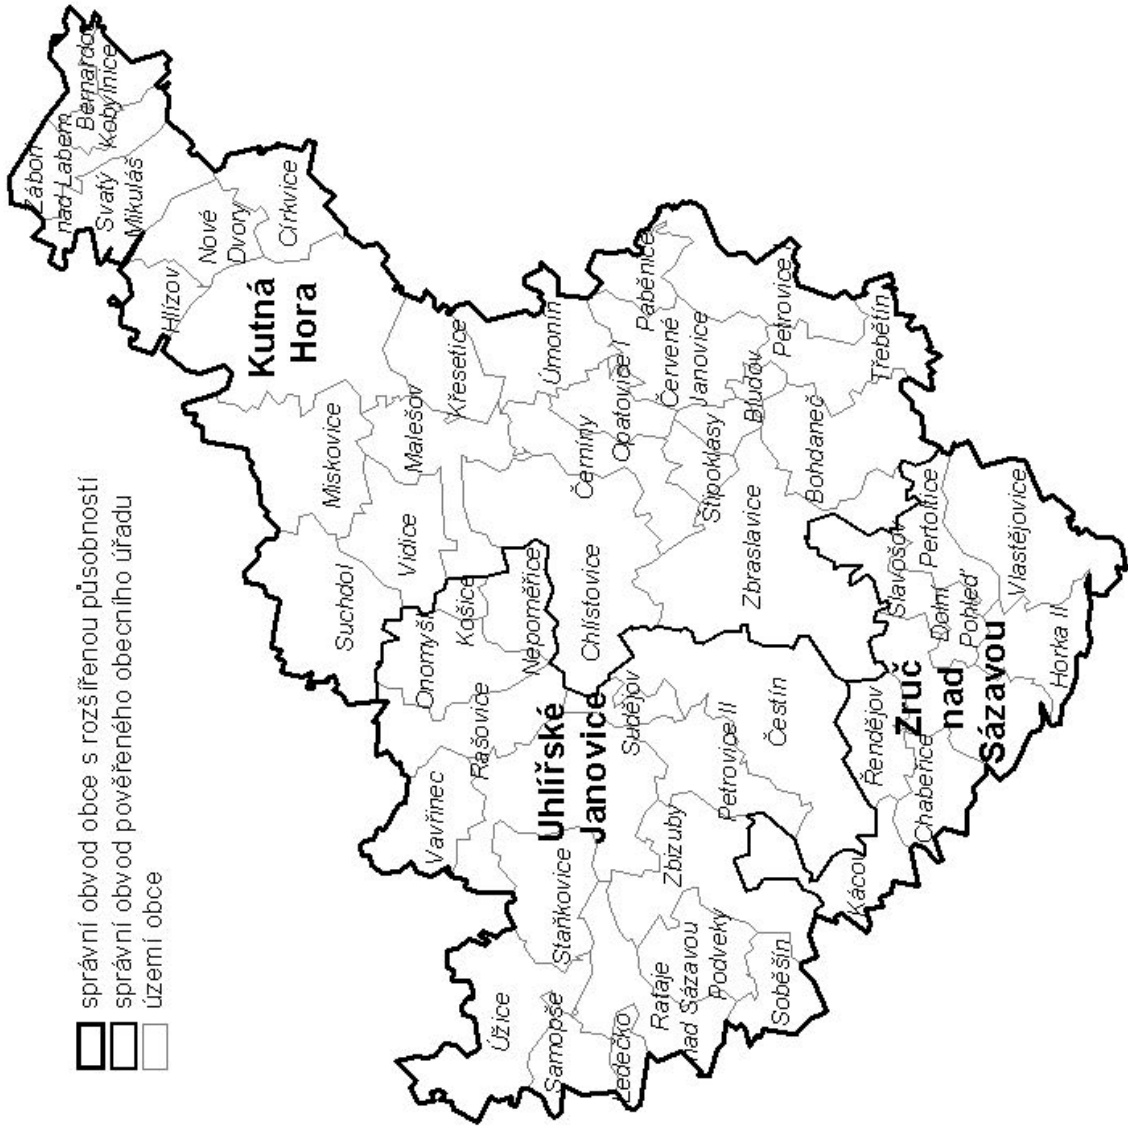 správní obvod obce s rozšířenou působností
správní obvod pověřeného obecního úřadu
území obce
Úžice
Samopše
Ledečko
Rataje
nad Sázavou
Podveky
Soběšín
Staňkovice
Vavřinec
Rašovice
Uhlířské
Janovice
Zbizuby
Petrovice II
Sudějov
Čestín
Kácov
Chabeřice
Řendějov
Zruč
nad
Sázavou
Horka II
Vlastějovice
Dolní
Pohleď
Slavošov
Pertoltice
Onomyšl
Košice
Nepoměřice
Suchdol
Vidice
Miskovice
Malešov
Křesetice
Chlístovice
Černíny
Úmonín
Opatovice I
Zbraslavice
Štipoklasy
Červené
Janovice
Paběnice
Bludov
Bohdaneč
Petrovice I
Třebětín
Kutná
Hora
Hlízov
Nové
Dvory
Církvice
Svatý
Mikuláš
Záboří
nad Labem
Kobylnice